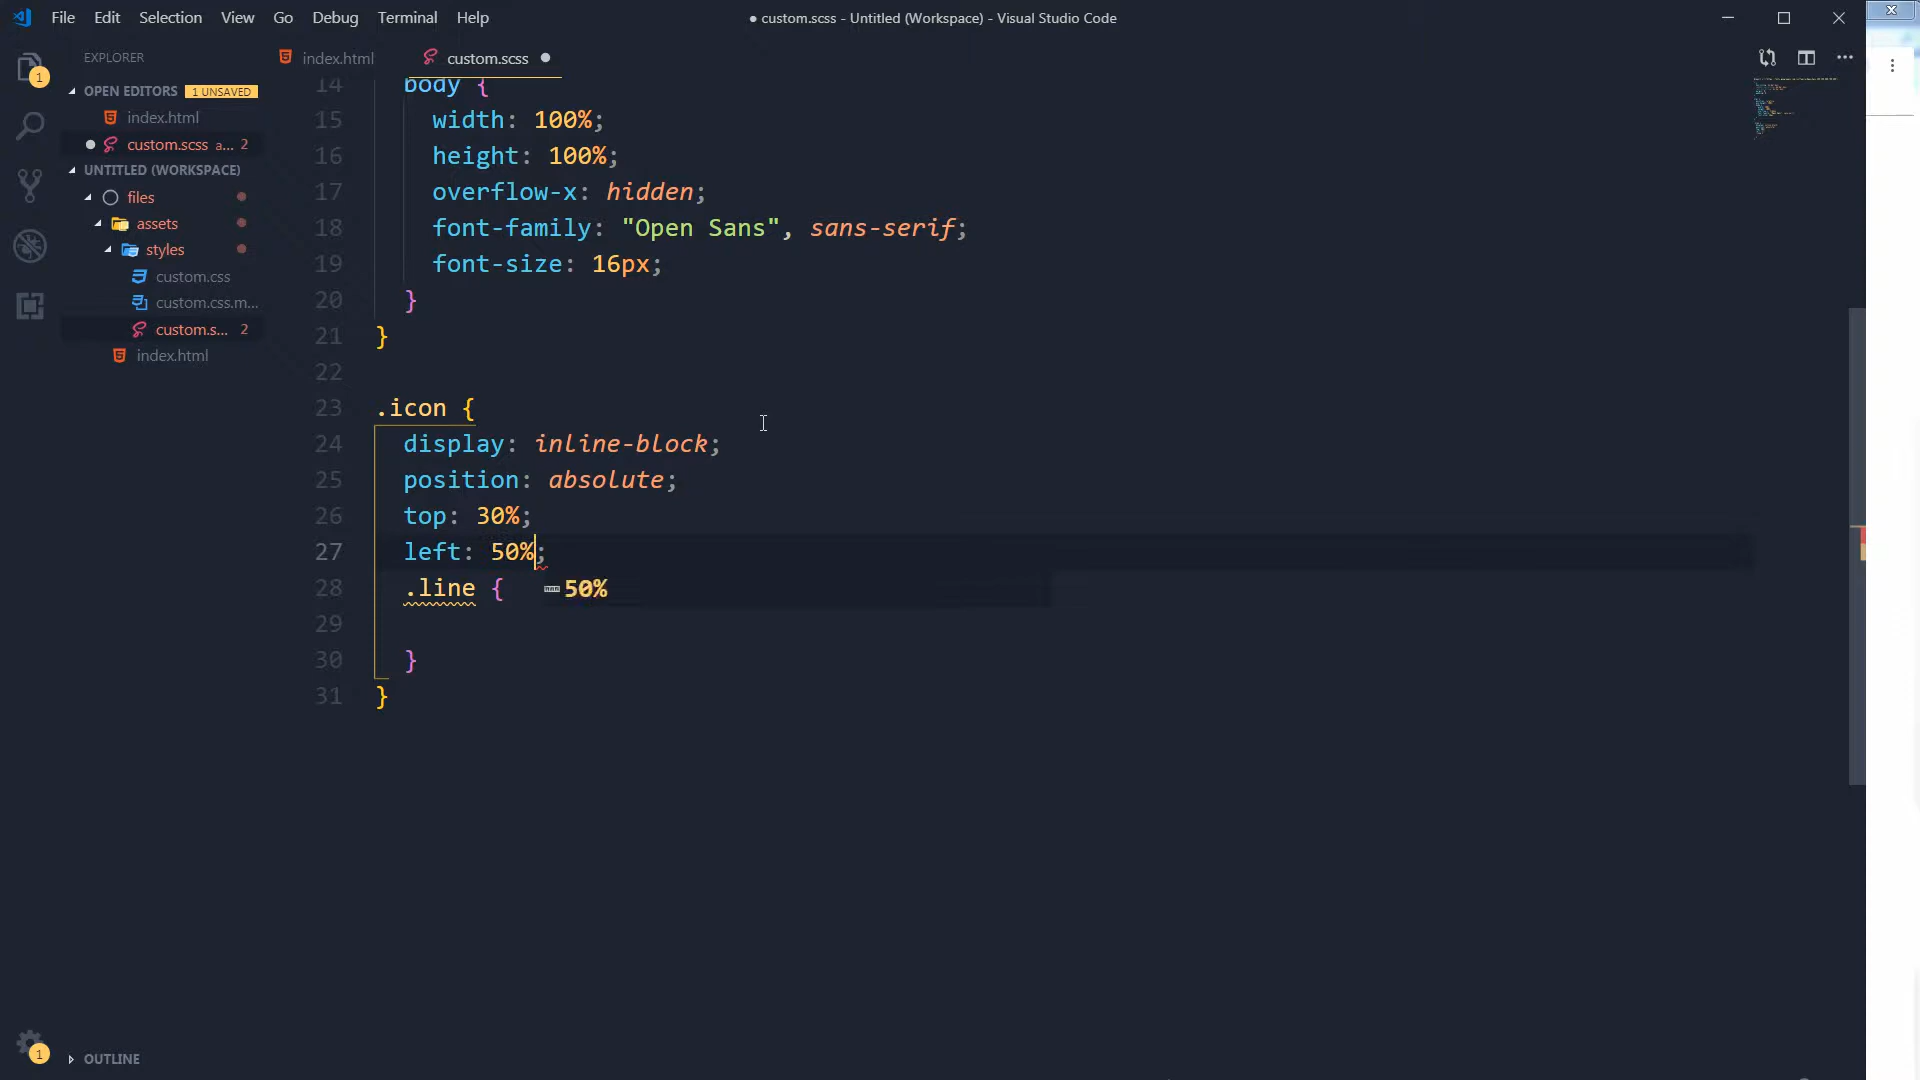 File Edit Selection View Go Debug Terminal Help
● custom.scss - Untitled (Workspace) - Visual Studio Code
EXPLORER
index.html
custom.scss
OPEN EDITORS 1 UNSAVED
index.html
custom.scss a... 2
UNTITLED (WORKSPACE)
files
assets
styles
custom.css
custom.css.m...
custom.s... 2
index.html
14 body {
15 width: 100%;
16 height: 100%;
17 overflow-x: hidden;
18 font-family: "Open Sans", sans-serif;
19 font-size: 16px;
20 }
21 }
22
23 .icon {
24 display: inline-block;
25 position: absolute;
26 top: 30%;
27 left: 50%;
28 .line {
50%
29
30 }
31 }
1
1
OUTLINE